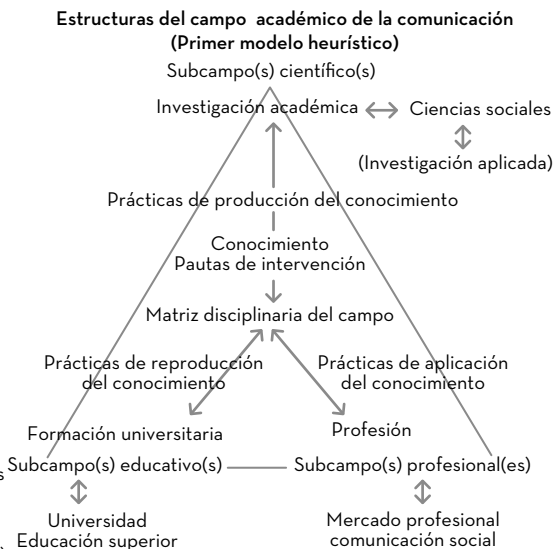 Estructuras del campo académico de la comunicación
(Primer modelo heurístico)
Subcampo(s) científico(s)
Investigación académica
Ciencias sociales
(Investigación aplicada)
Prácticas de producción del conocimiento
Conocimiento
Pautas de intervención
Matriz disciplinaria del campo
Prácticas de reproducción
del conocimiento
Prácticas de aplicación
del conocimiento
Formación universitaria
Profesión
s
Subcampo(s) educativo(s)
Subcampo(s) profesional(es)
Universidad
Educación superior
Mercado profesional
comunicación social